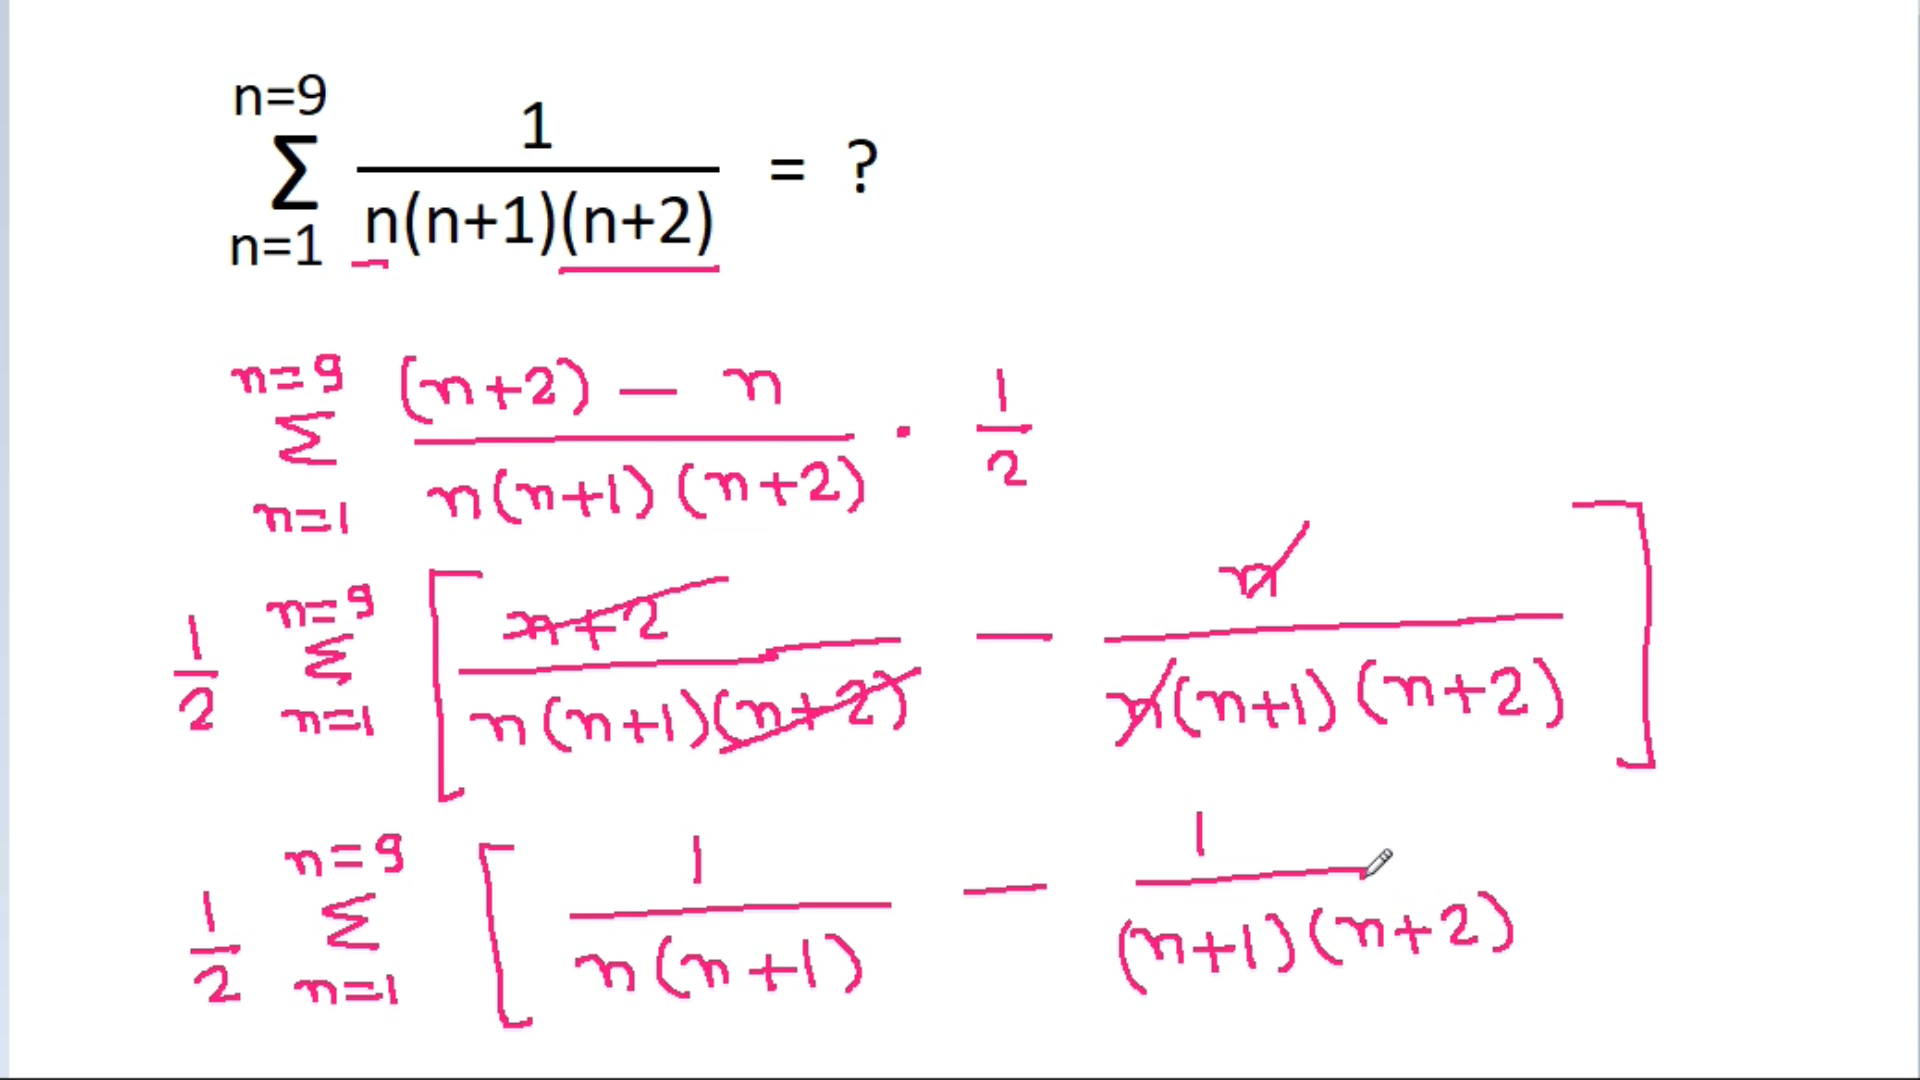 n=9
Σ 1/n(n+1)(n+2) = ?
n=1
n=9
Σ (n+2) − n/n(n+1)(n+2) · 1/2
n=1
n=9
1/2 Σ [ n+2/n(n+1)(n+2) − n/n(n+1)(n+2) ]
n=1
n=9
1/2 Σ [ 1/n(n+1) − 1/(n+1)(n+2)
n=1